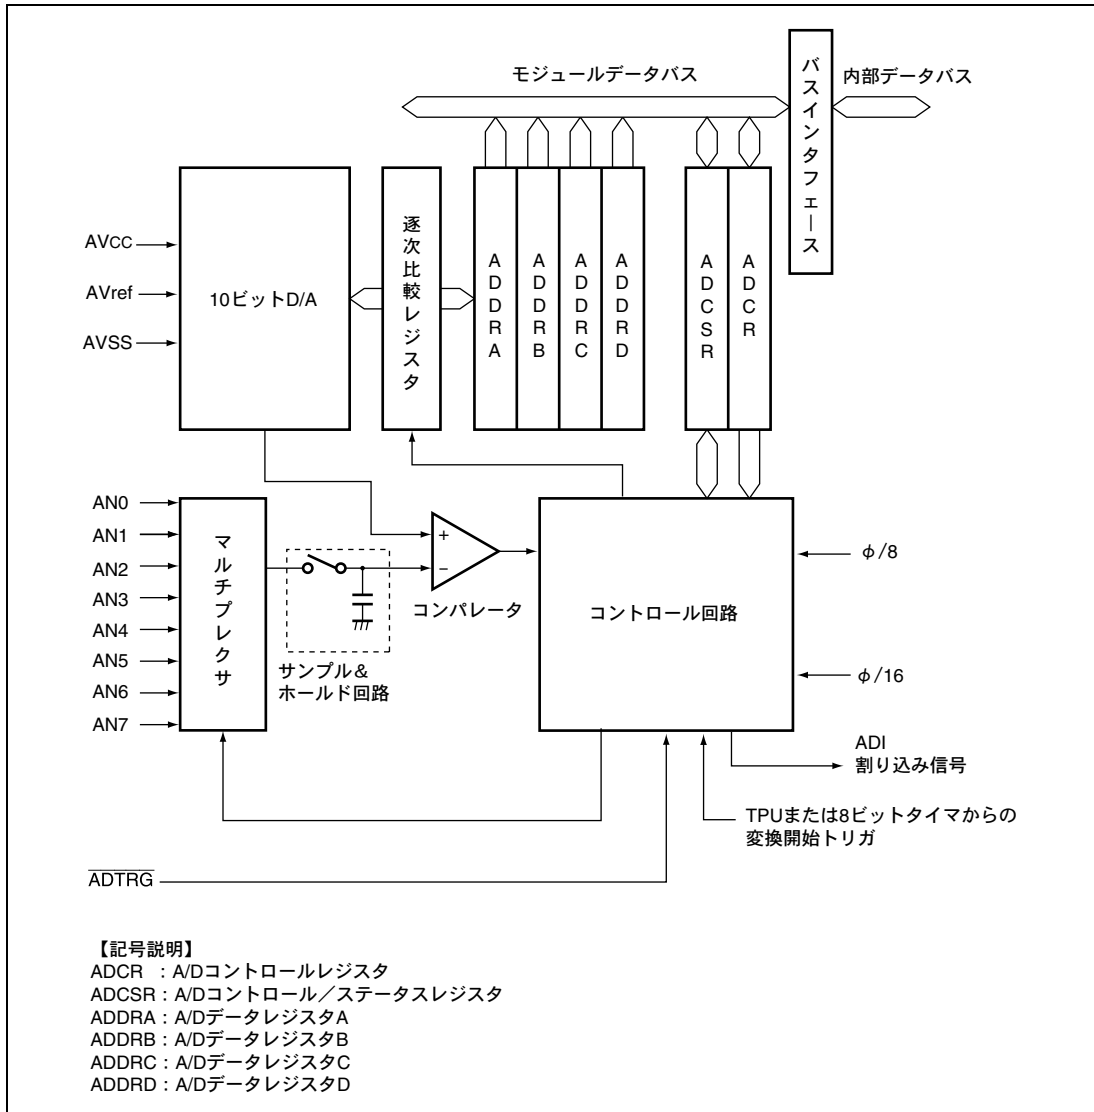 モジュールデータバス
バスインタフェース
内部データバス
AVCC
AVref
AVSS
10ビットD/A
逐次比較レジスタ
ADDRA
ADDRB
ADDRC
ADDRD
ADCSR
ADCR
AN0
AN1
AN2
AN3
AN4
AN5
AN6
AN7
マルチプレクサ
+
−
コンパレータ
サンプル&
ホールド回路
コントロール回路
φ/8
φ/16
ADI
割り込み信号
TPUまたは8ビットタイマからの
変換開始トリガ
ADTRG
【記号説明】
ADCR :A/Dコントロールレジスタ
ADCSR:A/Dコントロール/ステータスレジスタ
ADDRA:A/DデータレジスタA
ADDRB:A/DデータレジスタB
ADDRC:A/DデータレジスタC
ADDRD:A/DデータレジスタD